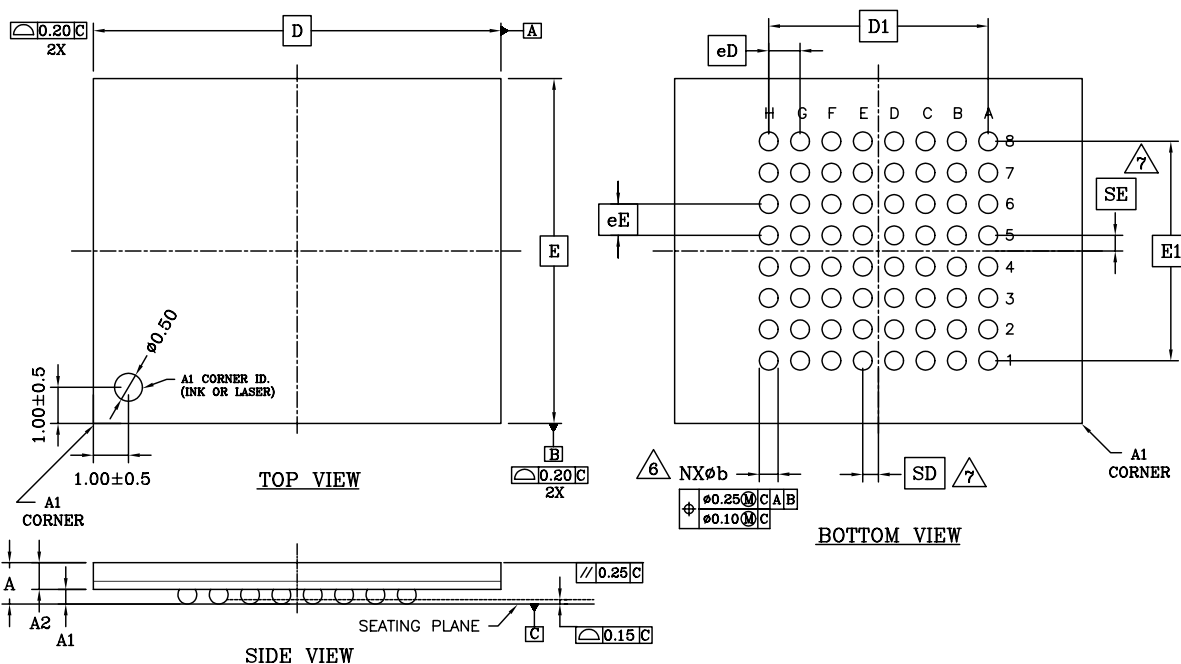 ⌓ 0.20 C
2X
D
A
D1
eD
H G F E D C B A
8
7
6
5
4
3
2
1
7
SE
eE
E1
E
ø0.50
A1 CORNER ID.
(INK OR LASER)
1.00±0.5
1.00±0.5
B
⌓ 0.20 C
2X
TOP VIEW
A1
CORNER
6 NXøb
⌖ ø0.25Ⓜ C A B
ø0.10Ⓜ C
SD 7
A1
CORNER
BOTTOM VIEW
A
A2
A1
// 0.25 C
SEATING PLANE
C
⌓ 0.15 C
SIDE VIEW